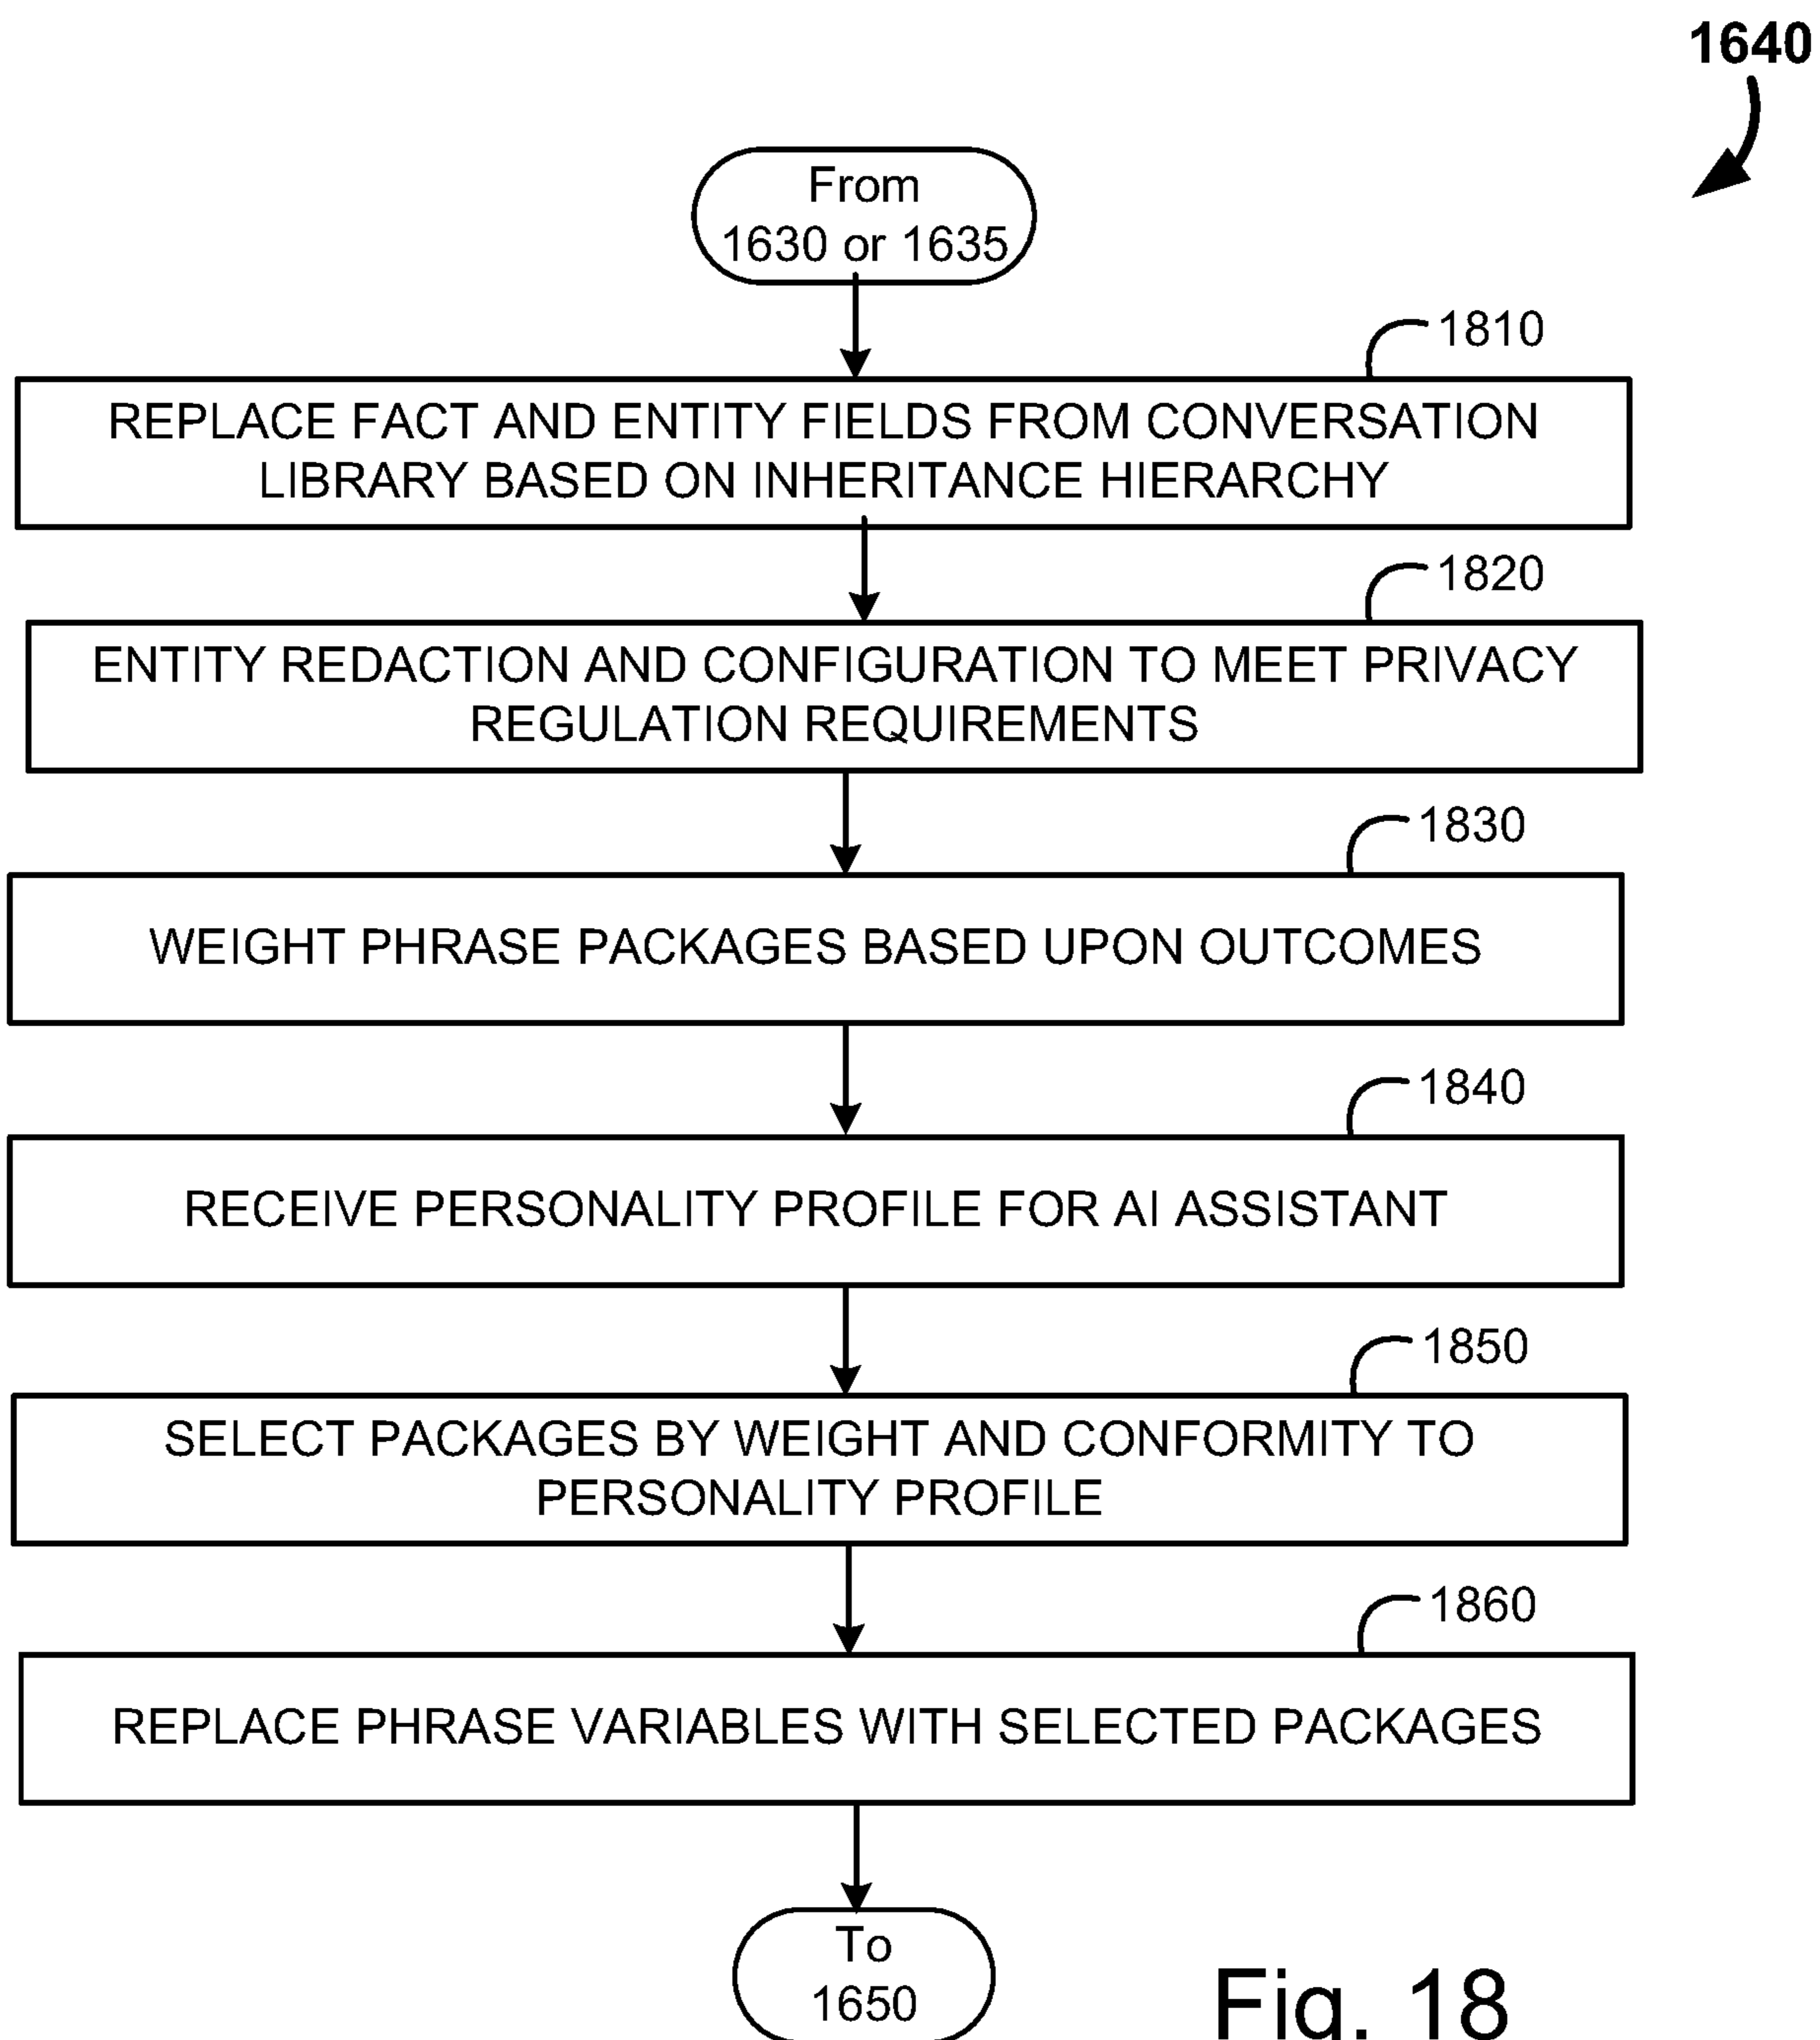 1640
From
1630 or 1635
1810
REPLACE FACT AND ENTITY FIELDS FROM CONVERSATION
LIBRARY BASED ON INHERITANCE HIERARCHY
1820
ENTITY REDACTION AND CONFIGURATION TO MEET PRIVACY
REGULATION REQUIREMENTS
1830
WEIGHT PHRASE PACKAGES BASED UPON OUTCOMES
1840
RECEIVE PERSONALITY PROFILE FOR AI ASSISTANT
1850
SELECT PACKAGES BY WEIGHT AND CONFORMITY TO
PERSONALITY PROFILE
1860
REPLACE PHRASE VARIABLES WITH SELECTED PACKAGES
To
1650
Fig. 18